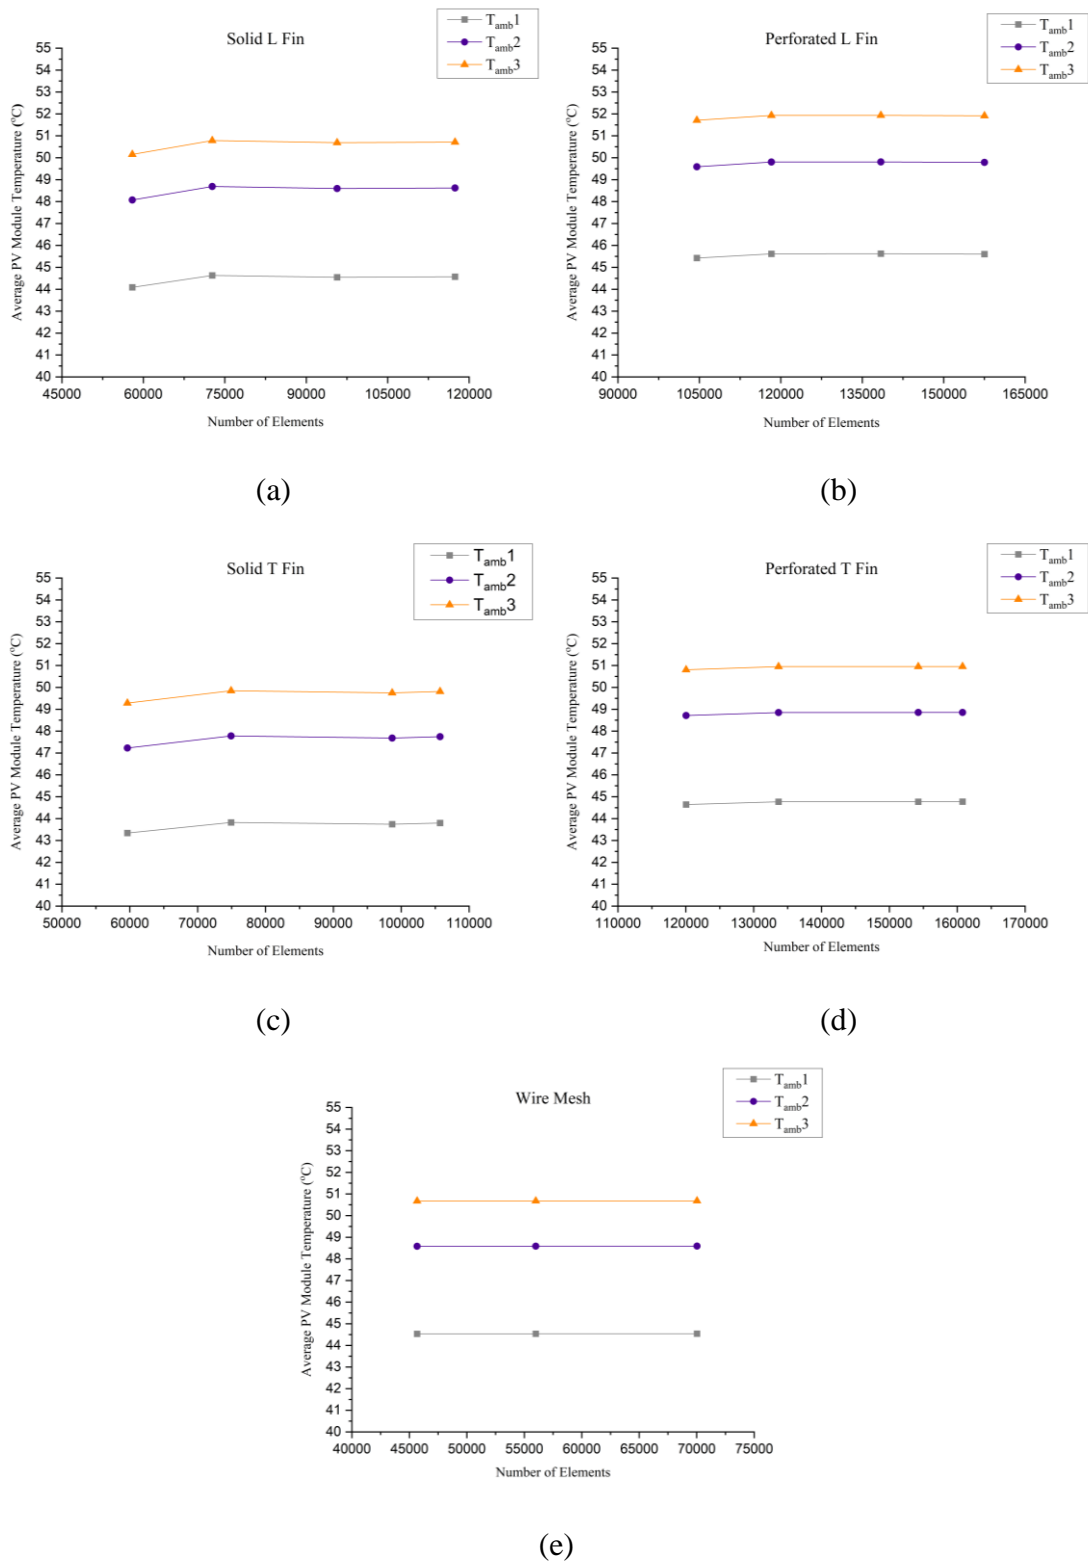 Solid L Fin
Tamb1
Tamb2
Tamb3
Average PV Module Temperature (°C)
55
54
53
52
51
50
49
48
47
46
45
44
43
42
41
40
45000 60000 75000 90000 105000 120000
Number of Elements
(a)
Perforated L Fin
Tamb1
Tamb2
Tamb3
Average PV Module Temperature (°C)
55
54
53
52
51
50
49
48
47
46
45
44
43
42
41
40
90000 105000 120000 135000 150000 165000
Number of Elements
(b)
Solid T Fin
Tamb1
Tamb2
Tamb3
Average PV Module Temperature (°C)
55
54
53
52
51
50
49
48
47
46
45
44
43
42
41
40
50000 60000 70000 80000 90000 100000 110000
Number of Elements
(c)
Perforated T Fin
Tamb1
Tamb2
Tamb3
Average PV Module Temperature (°C)
55
54
53
52
51
50
49
48
47
46
45
44
43
42
41
40
110000 120000 130000 140000 150000 160000 170000
Number of Elements
(d)
Wire Mesh
Tamb1
Tamb2
Tamb3
Average PV Module Temperature (°C)
55
54
53
52
51
50
49
48
47
46
45
44
43
42
41
40
40000 45000 50000 55000 60000 65000 70000 75000
Number of Elements
(e)